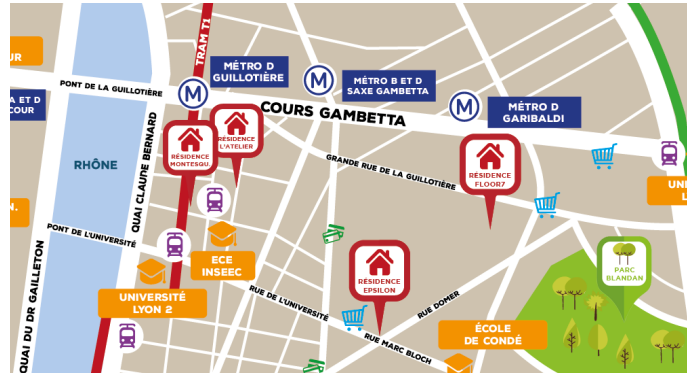 UR
TRAM T1
MÉTRO D
GUILLOTIÈRE
MÉTRO B ET D
SAXE GAMBETTA
PONT DE LA GUILLOTIÈRE
A ET D
COUR
M
M
M
COURS GAMBETTA
MÉTRO D
GARIBALDI
RÉSIDENCE
L'ATELIER
RÉSIDENCE
MONTESQU.
RHÔNE
QUAI CLAUDE BERNARD
GRANDE RUE DE LA GUILLOTIÈRE
RÉSIDENCE
FLOOR7
UNI
L
N.
PONT DE L'UNIVERSITÉ
ECE
INSEEC
PARC
BLANDAN
UNIVERSITÉ
LYON 2
RÉSIDENCE
EPSILON
RUE DE L'UNIVERSITÉ
RUE DOMER
QUAI DU DR GAILLETON
RUE MARC BLOCH
ÉCOLE
DE CONDÉ